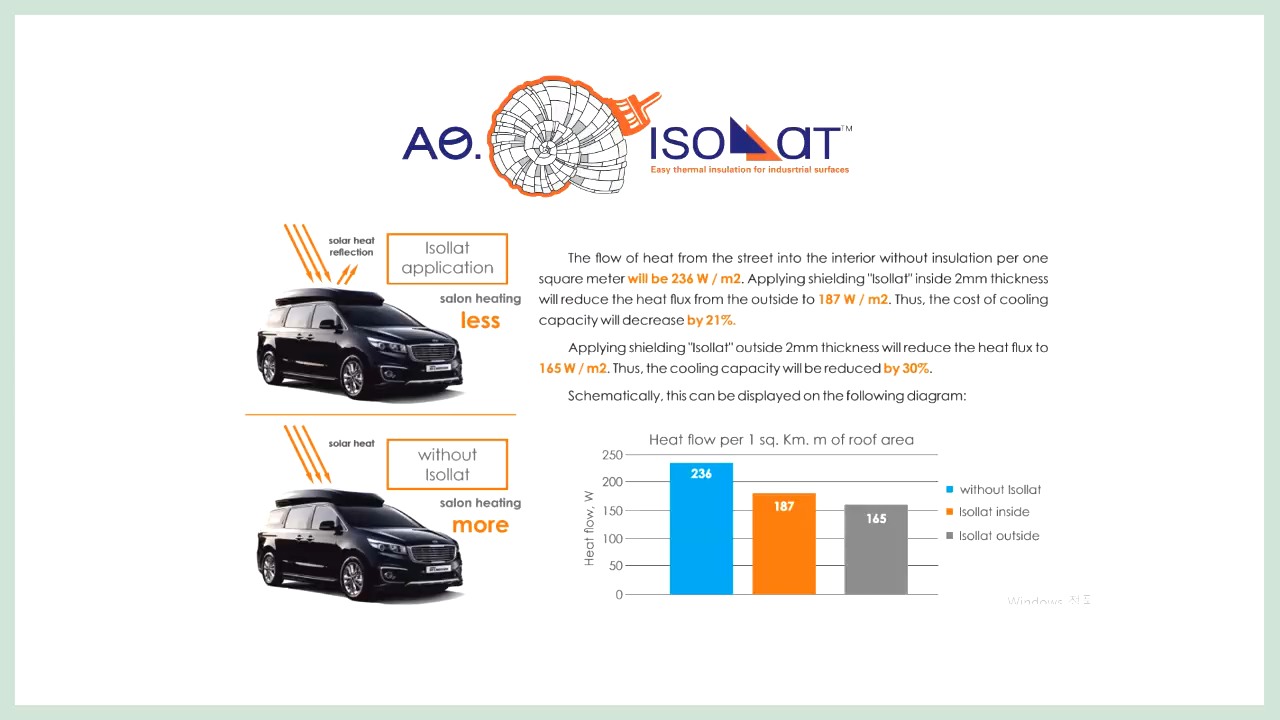 AΘ.
ISOLLAT™
Easy thermal insulation for indusrtrial surfaces
solar heat
reflection
Isollat
application
salon heating
less
The flow of heat from the street into the interior without insulation per one
square meter will be 236 W / m2. Applying shielding "Isollat" inside 2mm thickness
will reduce the heat flux from the outside to 187 W / m2. Thus, the cost of cooling
capacity will decrease by 21%.
Applying shielding "Isollat" outside 2mm thickness will reduce the heat flux to
165 W / m2. Thus, the cooling capacity will be reduced by 30%.
Schematically, this can be displayed on the following diagram:
solar heat
without
Isollat
salon heating
more
Heat flow per 1 sq. Km. m of roof area
Heat flow, W
250
200
150
100
50
0
236
187
165
without Isollat
Isollat inside
Isollat outside
Windows